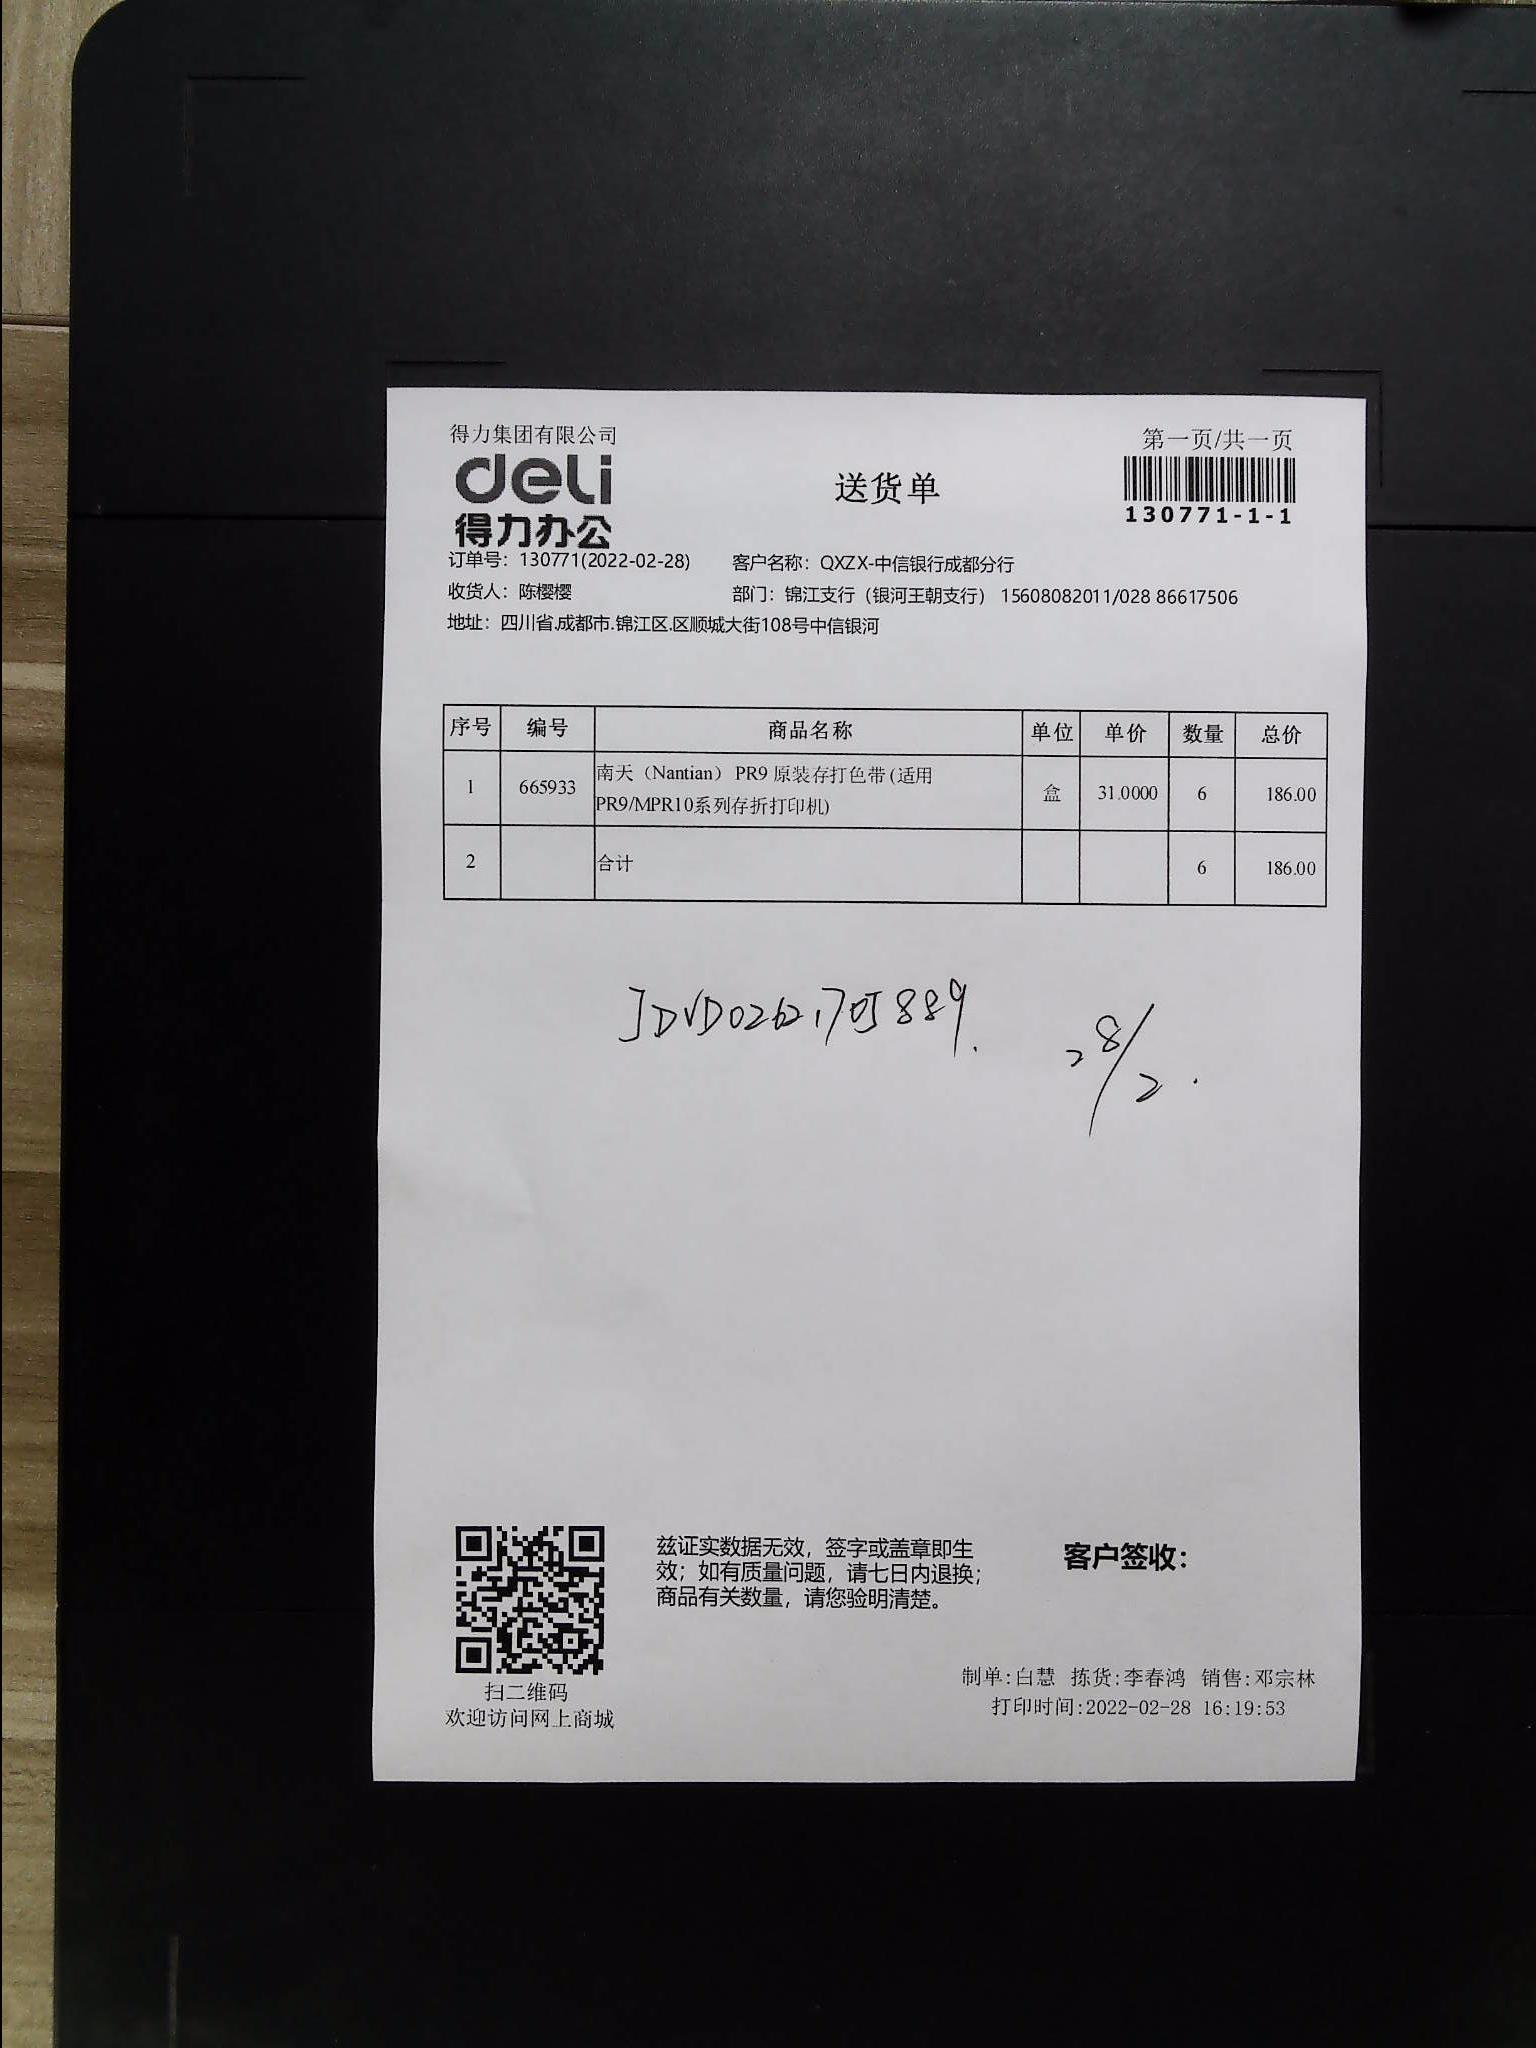 得力集团有限公司
deli
得力办公
送货单
第一页/共一页
130771-1-1
订单号：130771(2022-02-28) 客户名称：QXZX-中信银行成都分行
收货人：陈樱樱 部门：锦江支行（银河王朝支行） 15608082011/028 86617506
地址：四川省.成都市.锦江区.区顺城大街108号中信银河
序号 编号 商品名称 单位 单价 数量 总价
1 665933 南天（Nantian） PR9 原装存打色带(适用
PR9/MPR10系列存折打印机) 盒 31.0000 6 186.00
2 合计 6 186.00
JDVD0262170J889.
28/2.
兹证实数据无效，签字或盖章即生
效；如有质量问题，请七日内退换；
商品有关数量，请您验明清楚。
客户签收：
扫二维码
欢迎访问网上商城
制单:白慧 拣货:李春鸿 销售:邓宗林
打印时间:2022-02-28 16:19:53